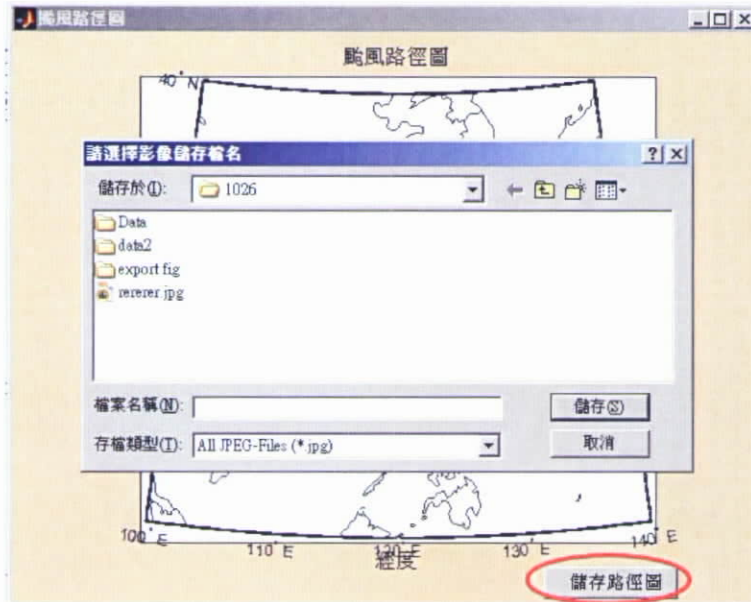 颱風路徑圖
颱風路徑圖
40° N
請選擇影像儲存檔名
儲存於(I):
1026
Data
data2
export fig
rererer.jpg
檔案名稱(N):
儲存(S)
存檔類型(T):
All JPEG-Files (*.jpg)
取消
100° E
110° E
120° E
130° E
140° E
經度
儲存路徑圖